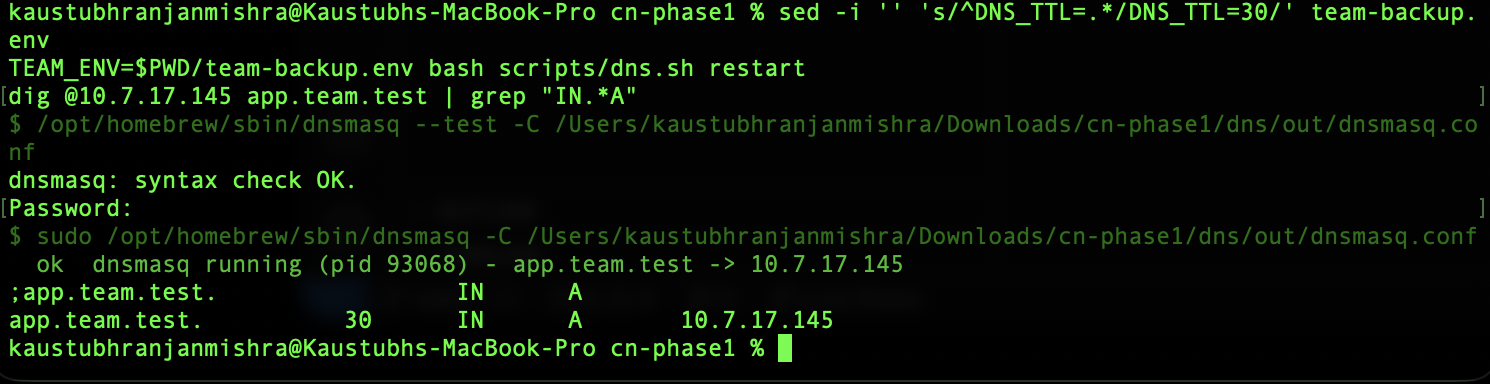 kaustubhranjanmishra@Kaustubhs-MacBook-Pro cn-phase1 % sed -i '' 's/^DNS_TTL=.*/DNS_TTL=30/' team-backup.
env
TEAM_ENV=$PWD/team-backup.env bash scripts/dns.sh restart
[dig @10.7.17.145 app.team.test | grep "IN.*A" ]
$ /opt/homebrew/sbin/dnsmasq --test -C /Users/kaustubhranjanmishra/Downloads/cn-phase1/dns/out/dnsmasq.co
nf
dnsmasq: syntax check OK.
[Password: ]
$ sudo /opt/homebrew/sbin/dnsmasq -C /Users/kaustubhranjanmishra/Downloads/cn-phase1/dns/out/dnsmasq.conf
ok  dnsmasq running (pid 93068) - app.team.test -> 10.7.17.145
;app.team.test. IN A
app.team.test. 30 IN A 10.7.17.145
kaustubhranjanmishra@Kaustubhs-MacBook-Pro cn-phase1 %